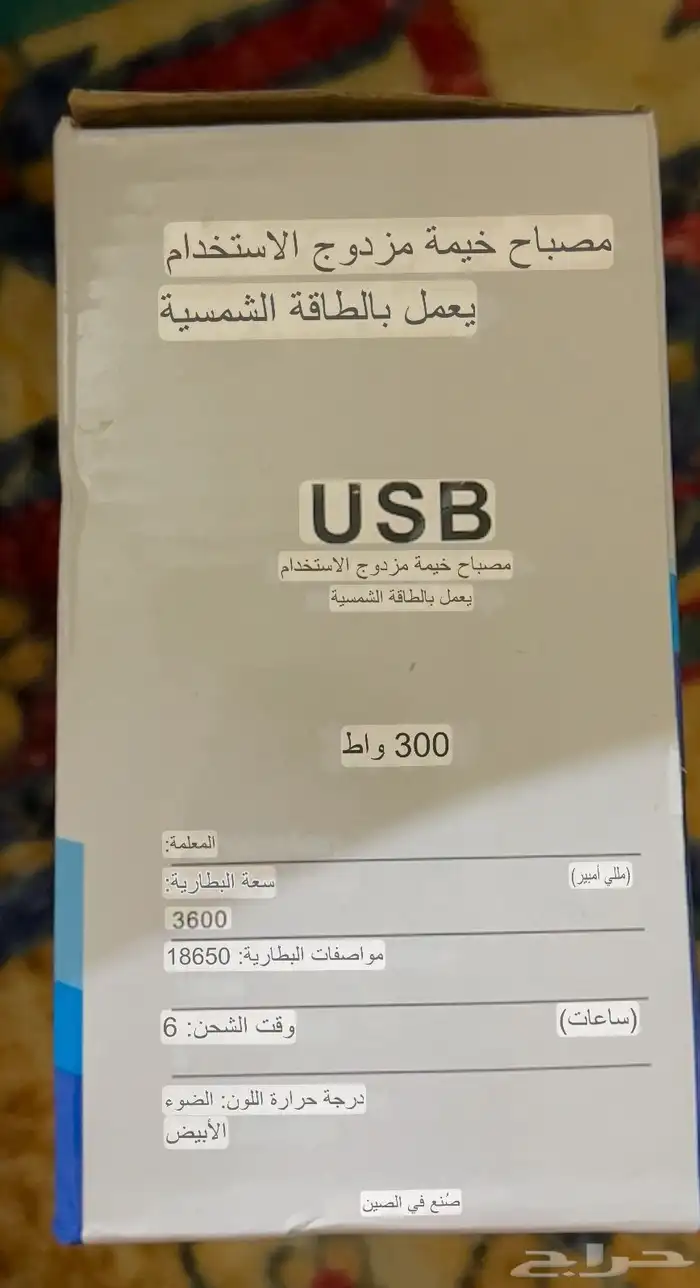 مصباح خيمة مزدوج الاستخدام
يعمل بالطاقة الشمسية
USB
مصباح خيمة مزدوج الاستخدام
يعمل بالطاقة الشمسية
300 واط
المعلمة:
سعة البطارية: (مللي أمبير)
3600
مواصفات البطارية: 18650
وقت الشحن: 6 (ساعات)
درجة حرارة اللون: الضوء
الأبيض
صُنع في الصين
حراج